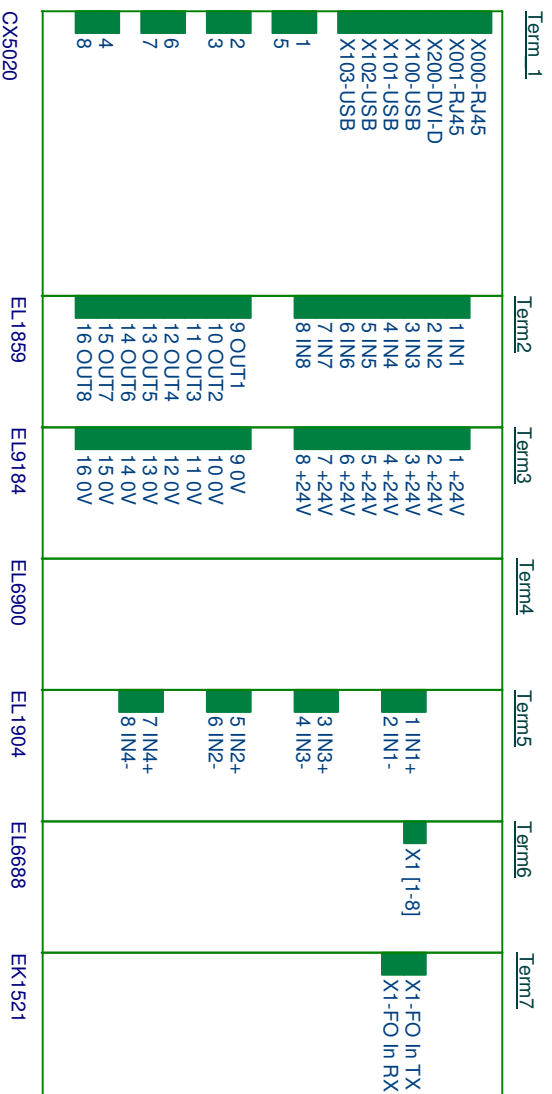 Term 1
X000-RJ45
X001-RJ45
X200-DVI-D
X100-USB
X101-USB
X102-USB
X103-USB
1
5
2
3
6
7
4
8
CX5020
Term2
1 IN1
2 IN2
3 IN3
4 IN4
5 IN5
6 IN6
7 IN7
8 IN8
9 OUT1
10 OUT2
11 OUT3
12 OUT4
13 OUT5
14 OUT6
15 OUT7
16 OUT8
EL1859
Term3
1 +24V
2 +24V
3 +24V
4 +24V
5 +24V
6 +24V
7 +24V
8 +24V
9 0V
10 0V
11 0V
12 0V
13 0V
14 0V
15 0V
16 0V
EL9184
Term4
EL6900
Term5
1 IN1+
2 IN1-
3 IN3+
4 IN3-
5 IN2+
6 IN2-
7 IN4+
8 IN4-
EL1904
Term6
X1 [1-8]
EL6688
Term7
X1-FO In TX
X1-FO In RX
EK1521